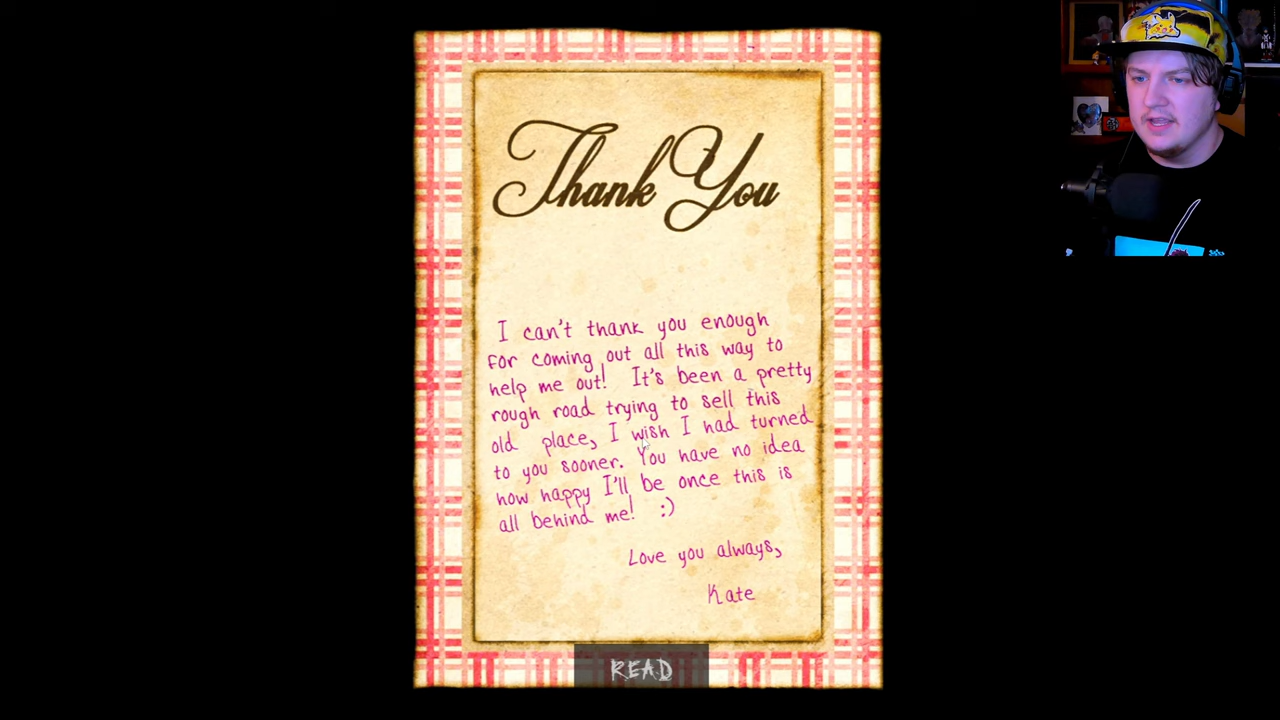 Thank You
I can't thank you enough
for coming out all this way to
help me out! It's been a pretty
rough road trying to sell this
old place, I wish I had turned
to you sooner. You have no idea
how happy I'll be once this is
all behind me! :)
Love you always,
Kate
READ